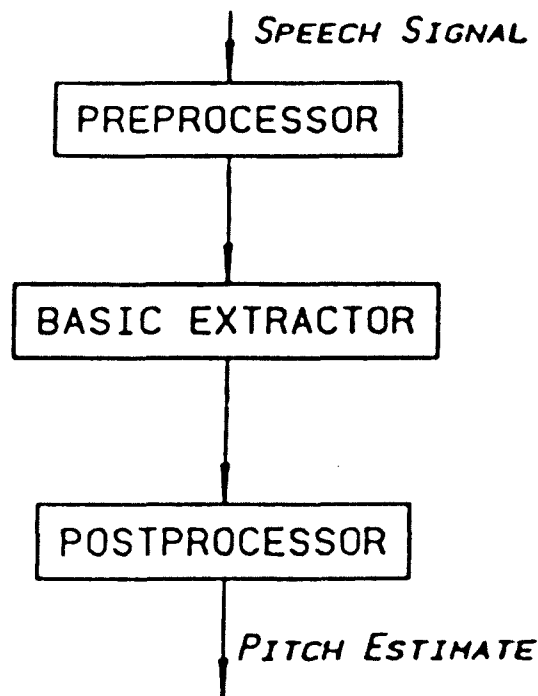 SPEECH SIGNAL
PREPROCESSOR
BASIC EXTRACTOR
POSTPROCESSOR
PITCH ESTIMATE